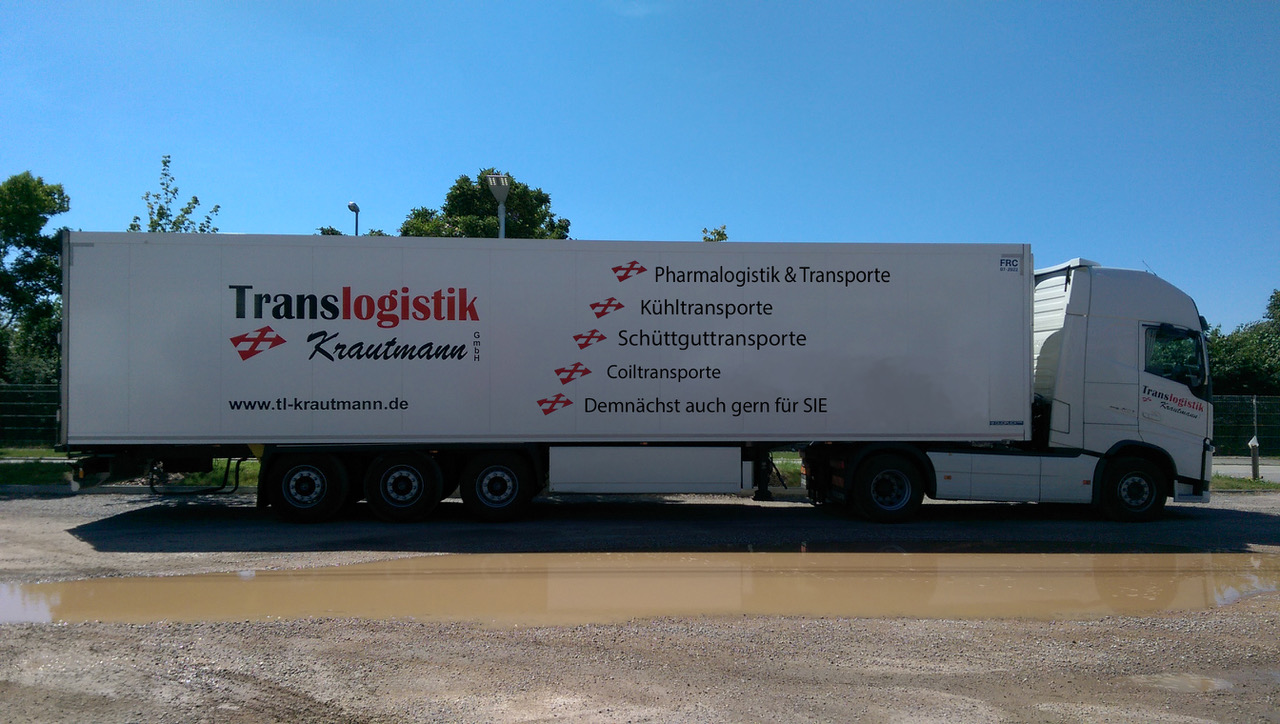 Translogistik
Krautmann GmbH
www.tl-krautmann.de
Pharmalogistik & Transporte
Kühltransporte
Schüttguttransporte
Coiltransporte
Demnächst auch gern für SIE
FRC
Translogistik
Krautmann